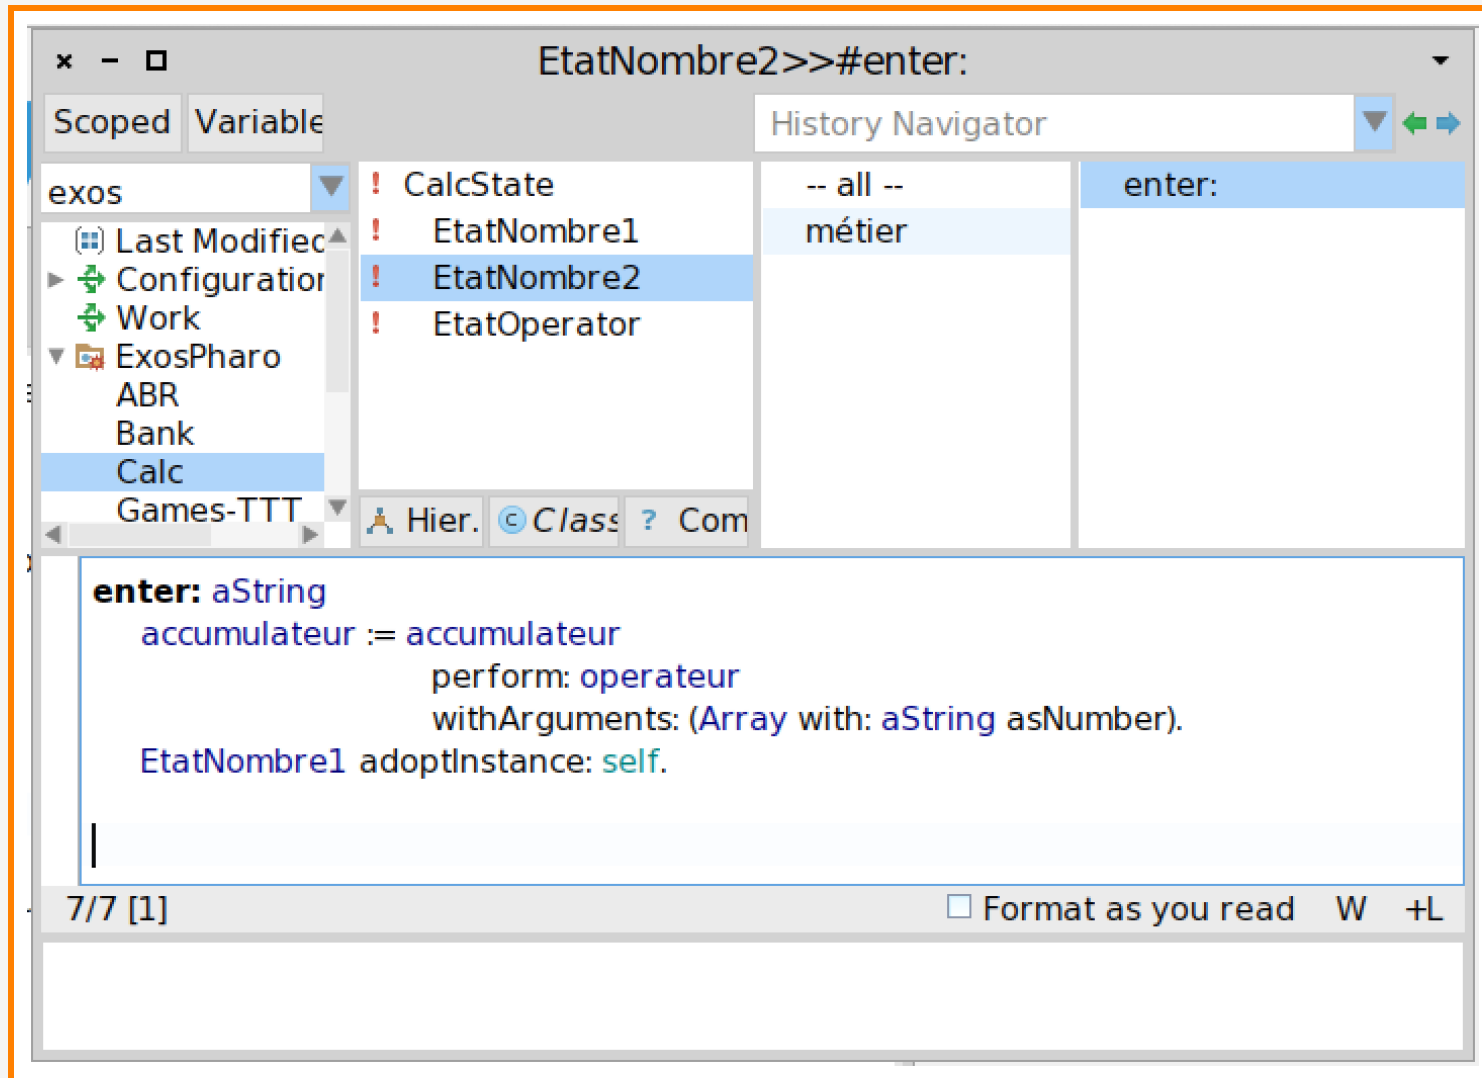 EtatNombre2>>#enter:
Scoped Variable
History Navigator
exos
Last Modified
Configuration
Work
ExosPharo
ABR
Bank
Calc
Games-TTT
! CalcState
! EtatNombre1
! EtatNombre2
! EtatOperator
Hier. Class ? Com
-- all --
métier
enter:
enter: aString
accumulateur := accumulateur
perform: operateur
withArguments: (Array with: aString asNumber).
EtatNombre1 adoptInstance: self.
7/7 [1]
Format as you read W +L